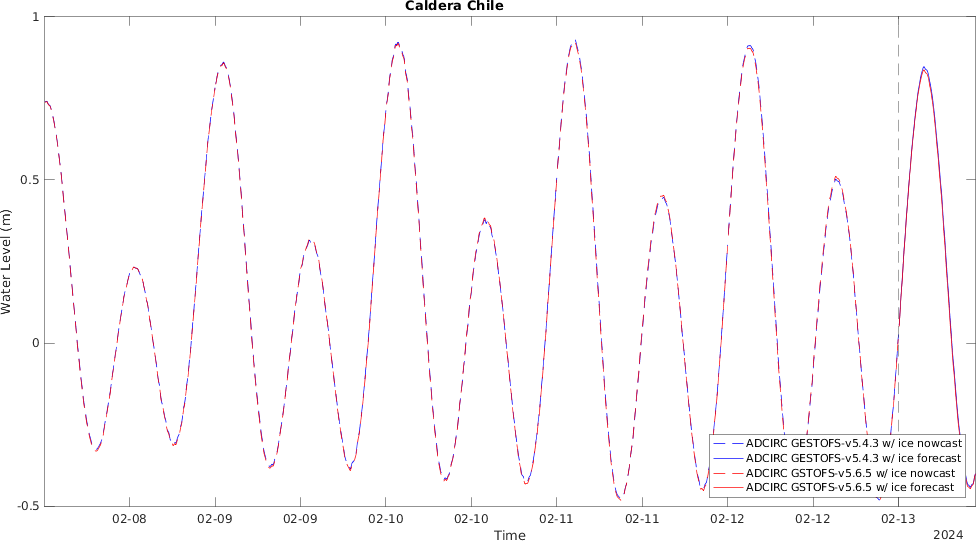 Caldera Chile
1
0.5
0
-0.5
Water Level (m)
ADCIRC GESTOFS-v5.4.3 w/ ice nowcast
ADCIRC GESTOFS-v5.4.3 w/ ice forecast
ADCIRC GSTOFS-v5.6.5 w/ ice nowcast
ADCIRC GSTOFS-v5.6.5 w/ ice forecast
02-08 02-09 02-09 02-10 02-10 02-11 02-11 02-12 02-12 02-13
Time
2024